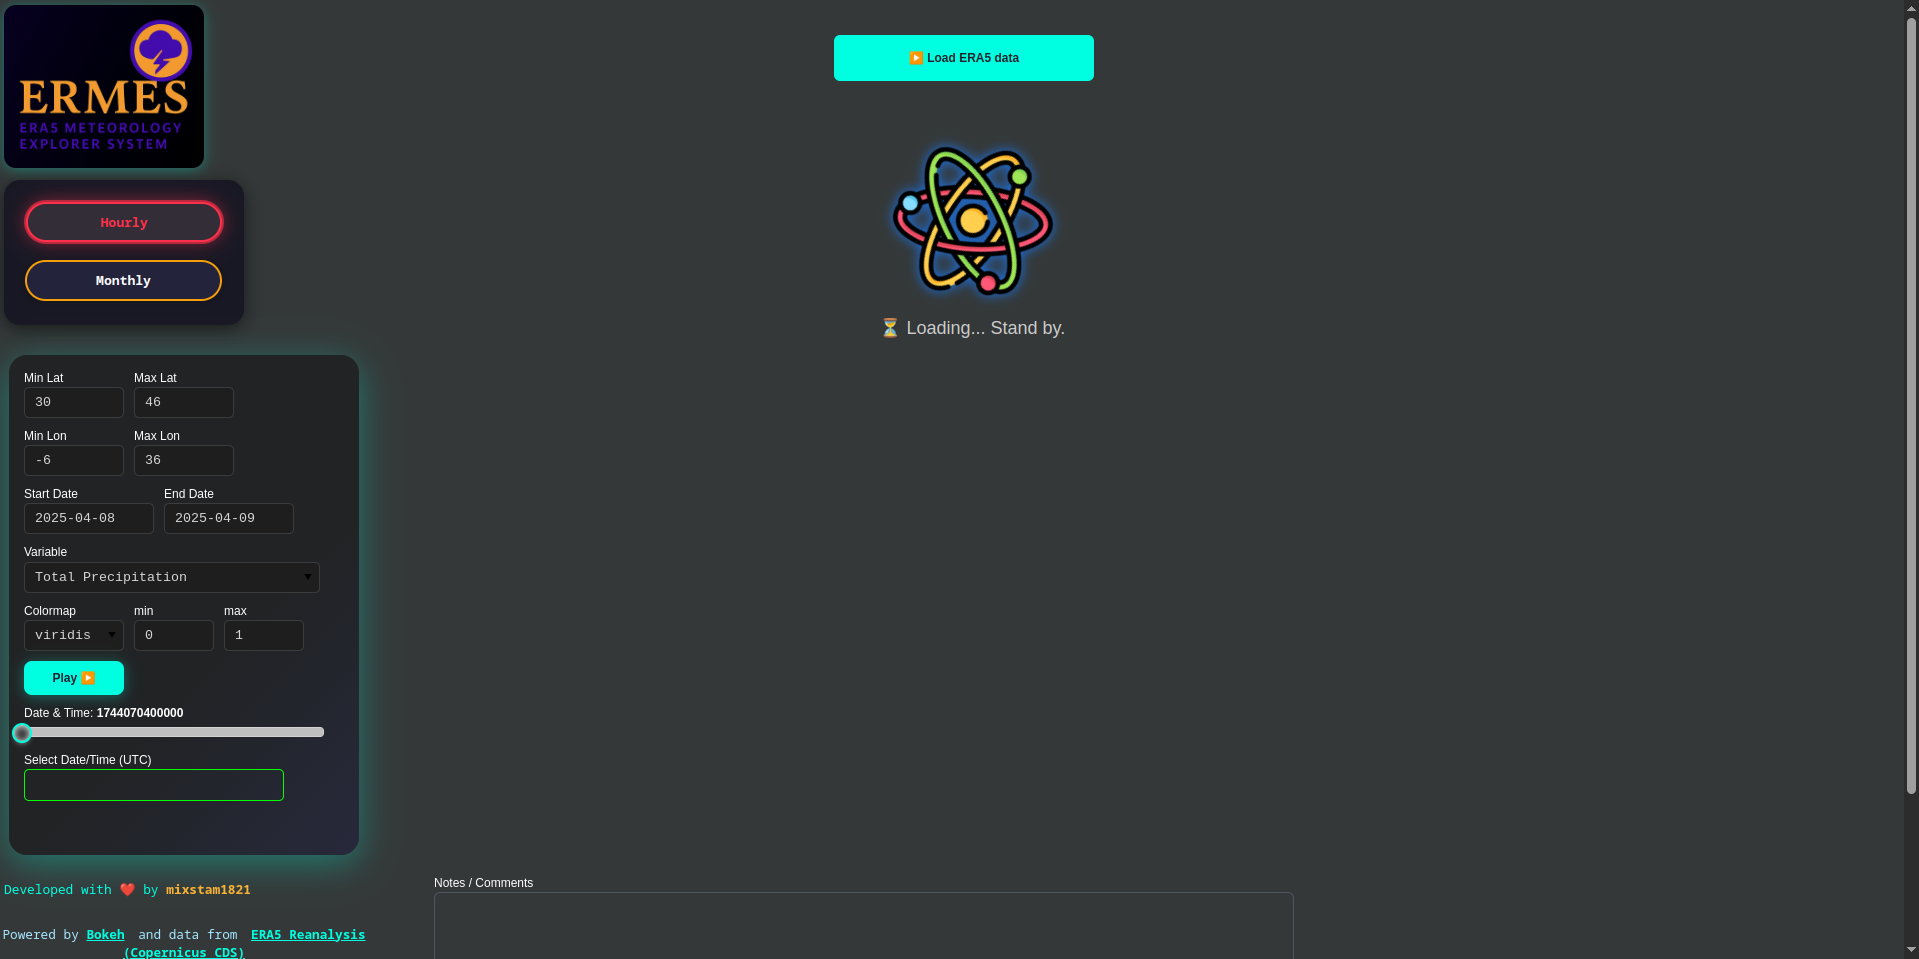 ERMES
ERA5 METEOROLOGY
EXPLORER SYSTEM
Hourly
Monthly
▶️ Load ERA5 data
⏳ Loading... Stand by.
Min Lat Max Lat
30 46
Min Lon Max Lon
-6 36
Start Date End Date
2025-04-08 2025-04-09
Variable
Total Precipitation
Colormap min max
viridis 0 1
Play ▶️
Date & Time: 1744070400000
Select Date/Time (UTC)
Developed with ❤️ by mixstam1821
Powered by Bokeh and data from ERA5 Reanalysis
(Copernicus CDS)
Notes / Comments